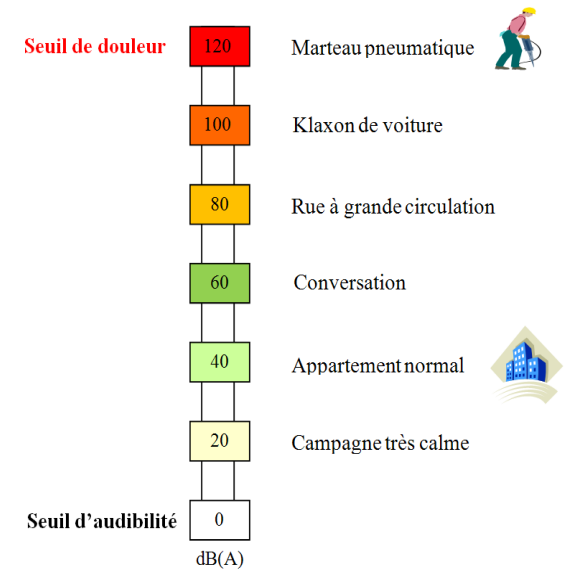 Seuil de douleur 120 Marteau pneumatique
100 Klaxon de voiture
80 Rue à grande circulation
60 Conversation
40 Appartement normal
20 Campagne très calme
Seuil d'audibilité 0
dB(A)